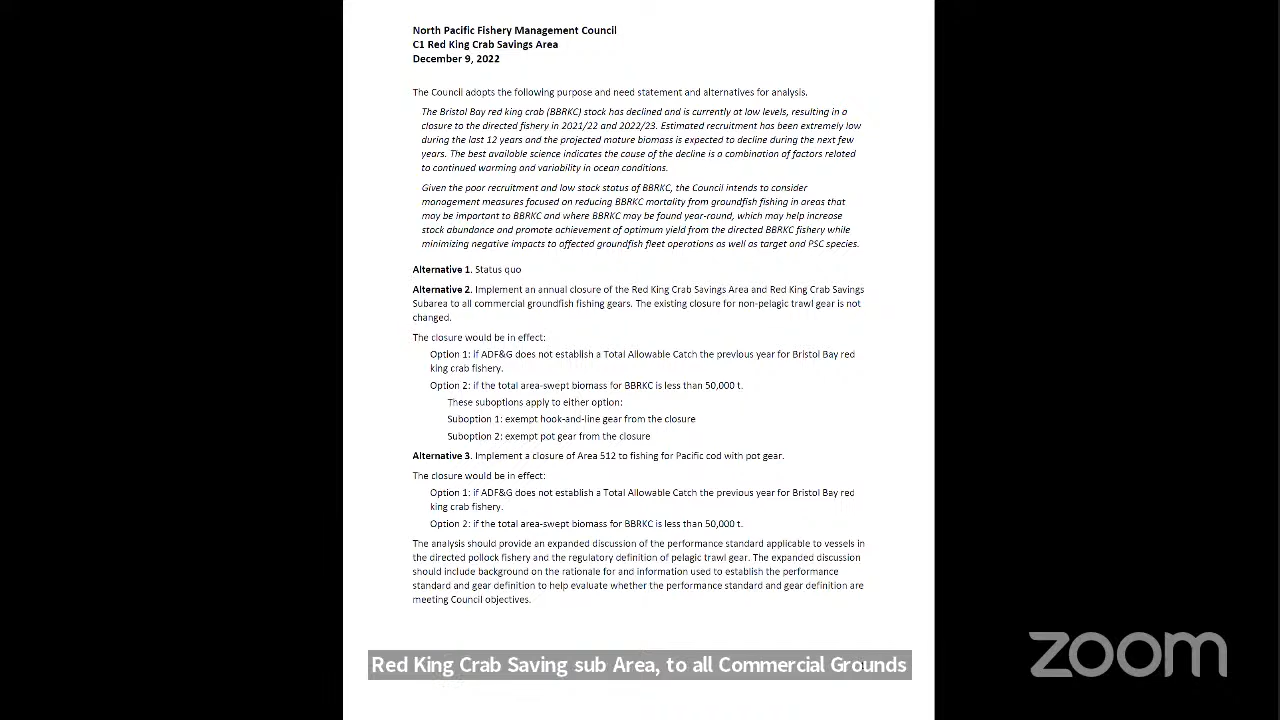 North Pacific Fishery Management Council
C1 Red King Crab Savings Area
December 9, 2022
The Council adopts the following purpose and need statement and alternatives for analysis.
The Bristol Bay red king crab (BBRKC) stock has declined and is currently at low levels, resulting in a
closure to the directed fishery in 2021/22 and 2022/23. Estimated recruitment has been extremely low
during the last 12 years and the projected mature biomass is expected to decline during the next few
years. The best available science indicates the cause of the decline is a combination of factors related
to continued warming and variability in ocean conditions.
Given the poor recruitment and low stock status of BBRKC, the Council intends to consider
management measures focused on reducing BBRKC mortality from groundfish fishing in areas that
may be important to BBRKC and where BBRKC may be found year-round, which may help increase
stock abundance and promote achievement of optimum yield from the directed BBRKC fishery while
minimizing negative impacts to affected groundfish fleet operations as well as target and PSC species.
Alternative 1. Status quo
Alternative 2. Implement an annual closure of the Red King Crab Savings Area and Red King Crab Savings
Subarea to all commercial groundfish fishing gears. The existing closure for non-pelagic trawl gear is not
changed.
The closure would be in effect:
Option 1: if ADF&G does not establish a Total Allowable Catch the previous year for Bristol Bay red
king crab fishery.
Option 2: if the total area-swept biomass for BBRKC is less than 50,000 t.
These suboptions apply to either option:
Suboption 1: exempt hook-and-line gear from the closure
Suboption 2: exempt pot gear from the closure
Alternative 3. Implement a closure of Area 512 to fishing for Pacific cod with pot gear.
The closure would be in effect:
Option 1: if ADF&G does not establish a Total Allowable Catch the previous year for Bristol Bay red
king crab fishery.
Option 2: if the total area-swept biomass for BBRKC is less than 50,000 t.
The analysis should provide an expanded discussion of the performance standard applicable to vessels in
the directed pollock fishery and the regulatory definition of pelagic trawl gear. The expanded discussion
should include background on the rationale for and information used to establish the performance
standard and gear definition to help evaluate whether the performance standard and gear definition are
meeting Council objectives.
Red King Crab Saving sub Area, to all Commercial Grounds
zoom